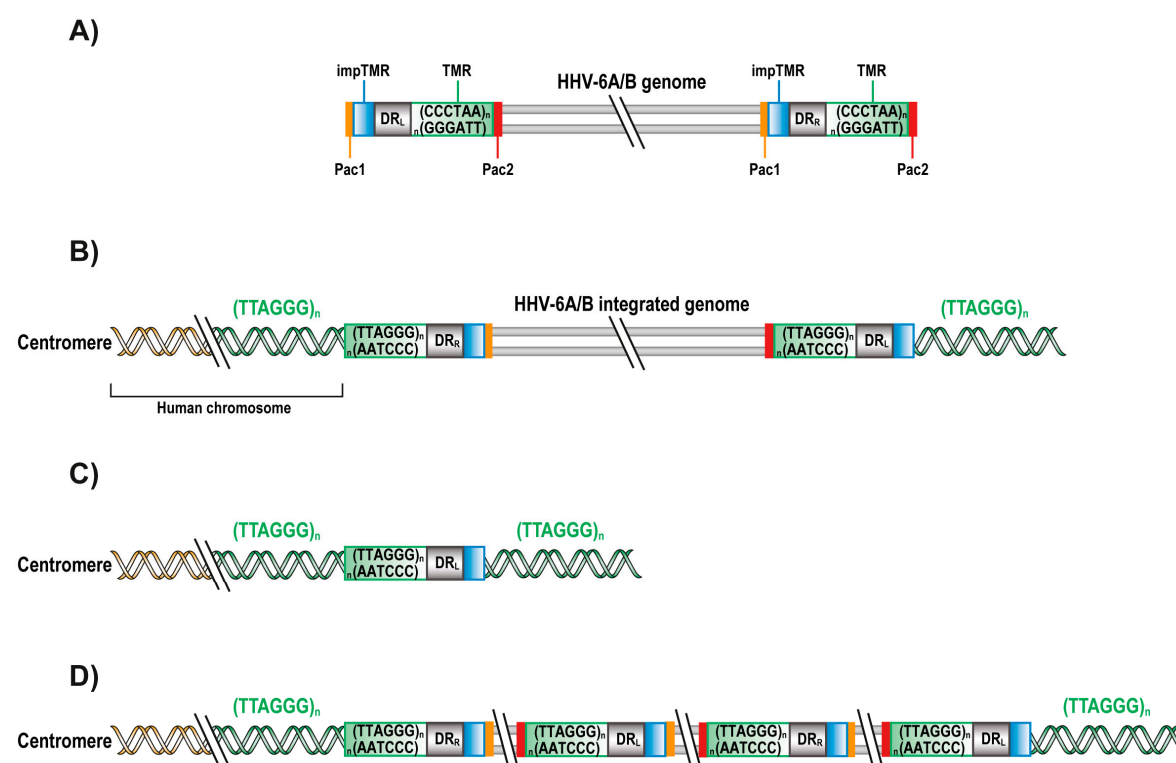 A)
impTMR
TMR
HHV-6A/B genome
impTMR
TMR
DRL
(CCCTAA)n
n(GGGATT)
DRR
(CCCTAA)n
n(GGGATT)
Pac1
Pac2
Pac1
Pac2
B)
(TTAGGG)n
HHV-6A/B integrated genome
(TTAGGG)n
Centromere
(TTAGGG)n
n(AATCCC)
DRR
(TTAGGG)n
n(AATCCC)
DRL
Human chromosome
C)
(TTAGGG)n
(TTAGGG)n
Centromere
(TTAGGG)n
n(AATCCC)
DRL
D)
(TTAGGG)n
(TTAGGG)n
Centromere
(TTAGGG)n
n(AATCCC)
DRR
(TTAGGG)n
n(AATCCC)
DRL
(TTAGGG)n
n(AATCCC)
DRR
(TTAGGG)n
n(AATCCC)
DRL